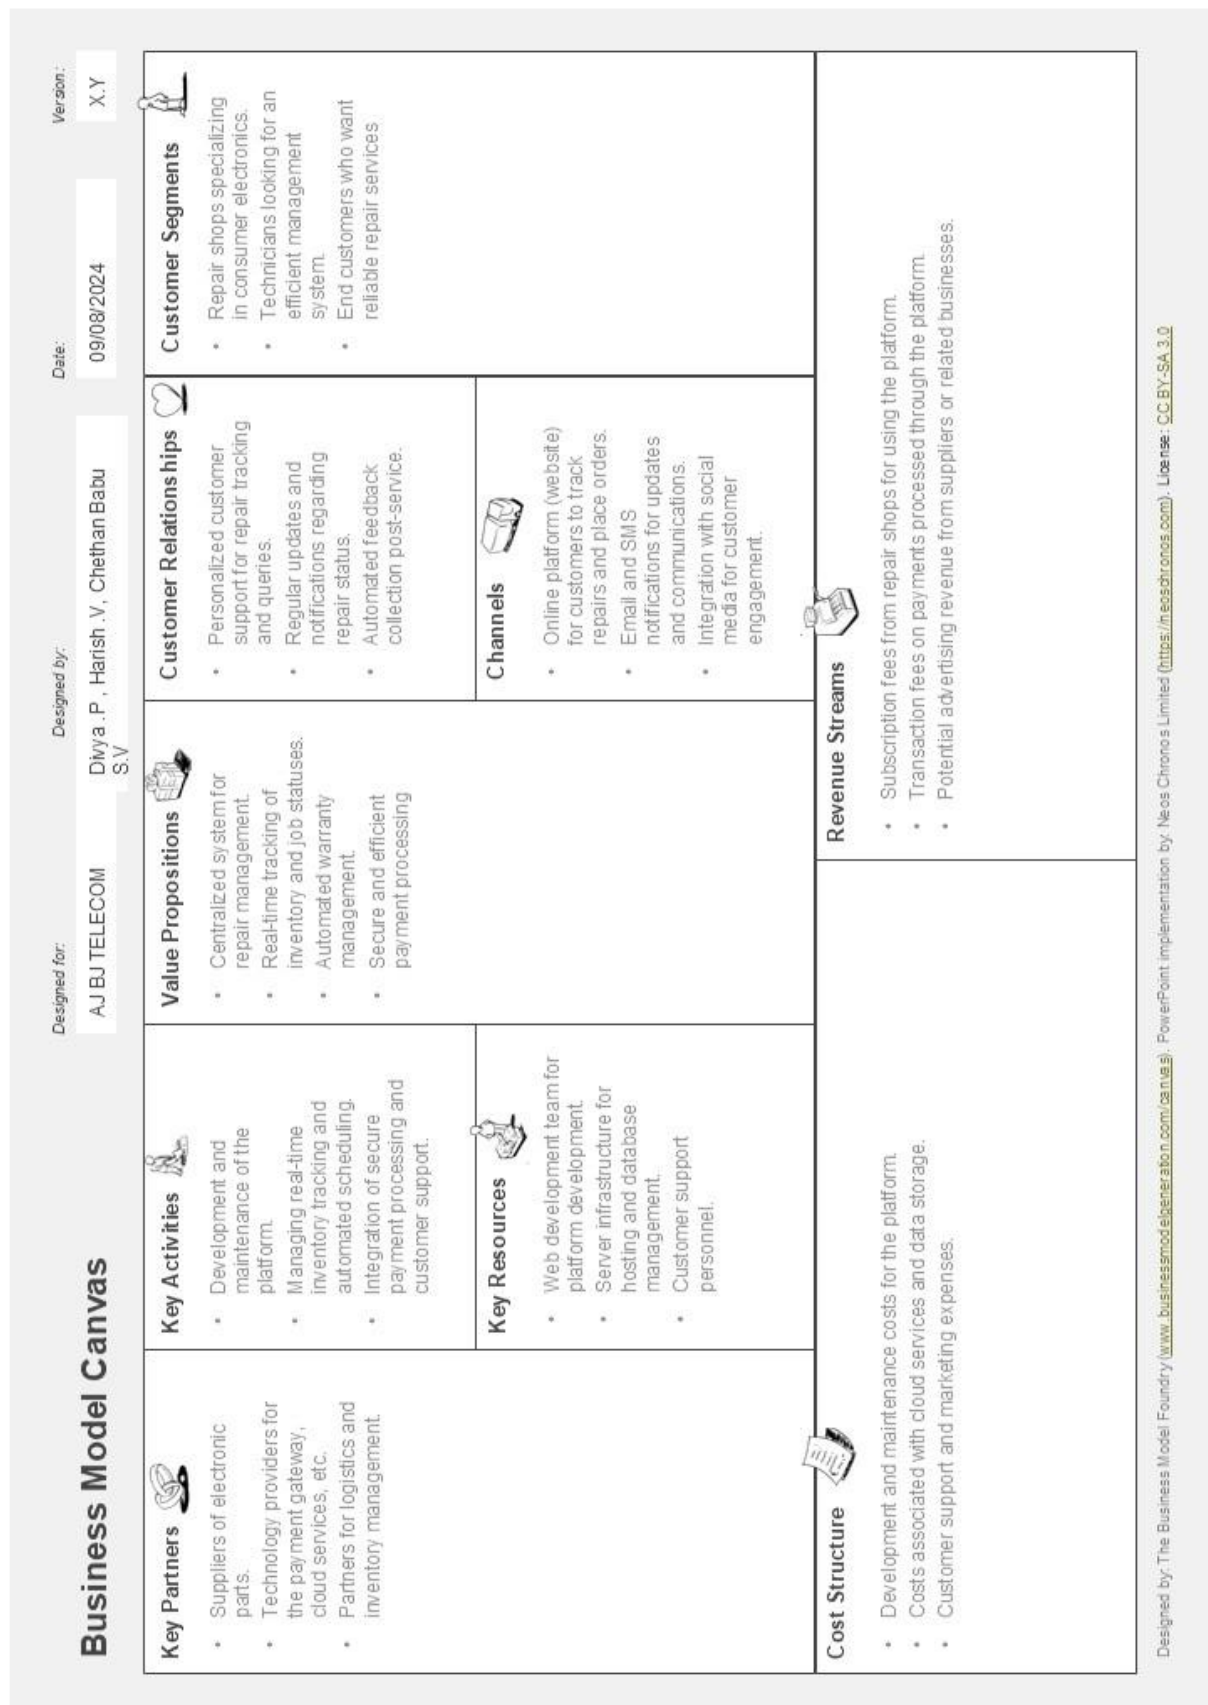 Business Model Canvas
Designed for:
AJ BJ TELECOM
Designed by:
Divya .P , Harish .V, Chethan Babu
S.V
Date:
09/08/2024
Version:
X.Y
Key Partners
• Suppliers of electronic
parts.
• Technology providers for
the payment gateway,
cloud services, etc.
• Partners for logistics and
inventory management.
Key Activities
• Development and
maintenance of the
platform.
• Managing real-time
inventory tracking and
automated scheduling.
• Integration of secure
payment processing and
customer support.
Key Resources
• Web development team for
platform development.
• Server infrastructure for
hosting and database
management.
• Customer support
personnel.
Value Propositions
• Centralized system for
repair management.
• Real-time tracking of
inventory and job statuses.
• Automated warranty
management.
• Secure and efficient
payment processing
Customer Relationships
• Personalized customer
support for repair tracking
and queries.
• Regular updates and
notifications regarding
repair status.
• Automated feedback
collection post-service.
Channels
• Online platform (website)
for customers to track
repairs and place orders.
• Email and SMS
notifications for updates
and communications.
• Integration with social
media for customer
engagement.
Customer Segments
• Repair shops specializing
in consumer electronics.
• Technicians looking for an
efficient management
system.
• End customers who want
reliable repair services
Cost Structure
• Development and maintenance costs for the platform.
• Costs associated with cloud services and data storage.
• Customer support and marketing expenses.
Revenue Streams
• Subscription fees from repair shops for using the platform.
• Transaction fees on payments processed through the platform.
• Potential advertising revenue from suppliers or related businesses.
Designed by: The Business Model Foundry (www.businessmodelgeneration.com/canvas). PowerPoint implementation by: Neos Chronos Limited (https://neoschronos.com). License: CC BY-SA 3.0